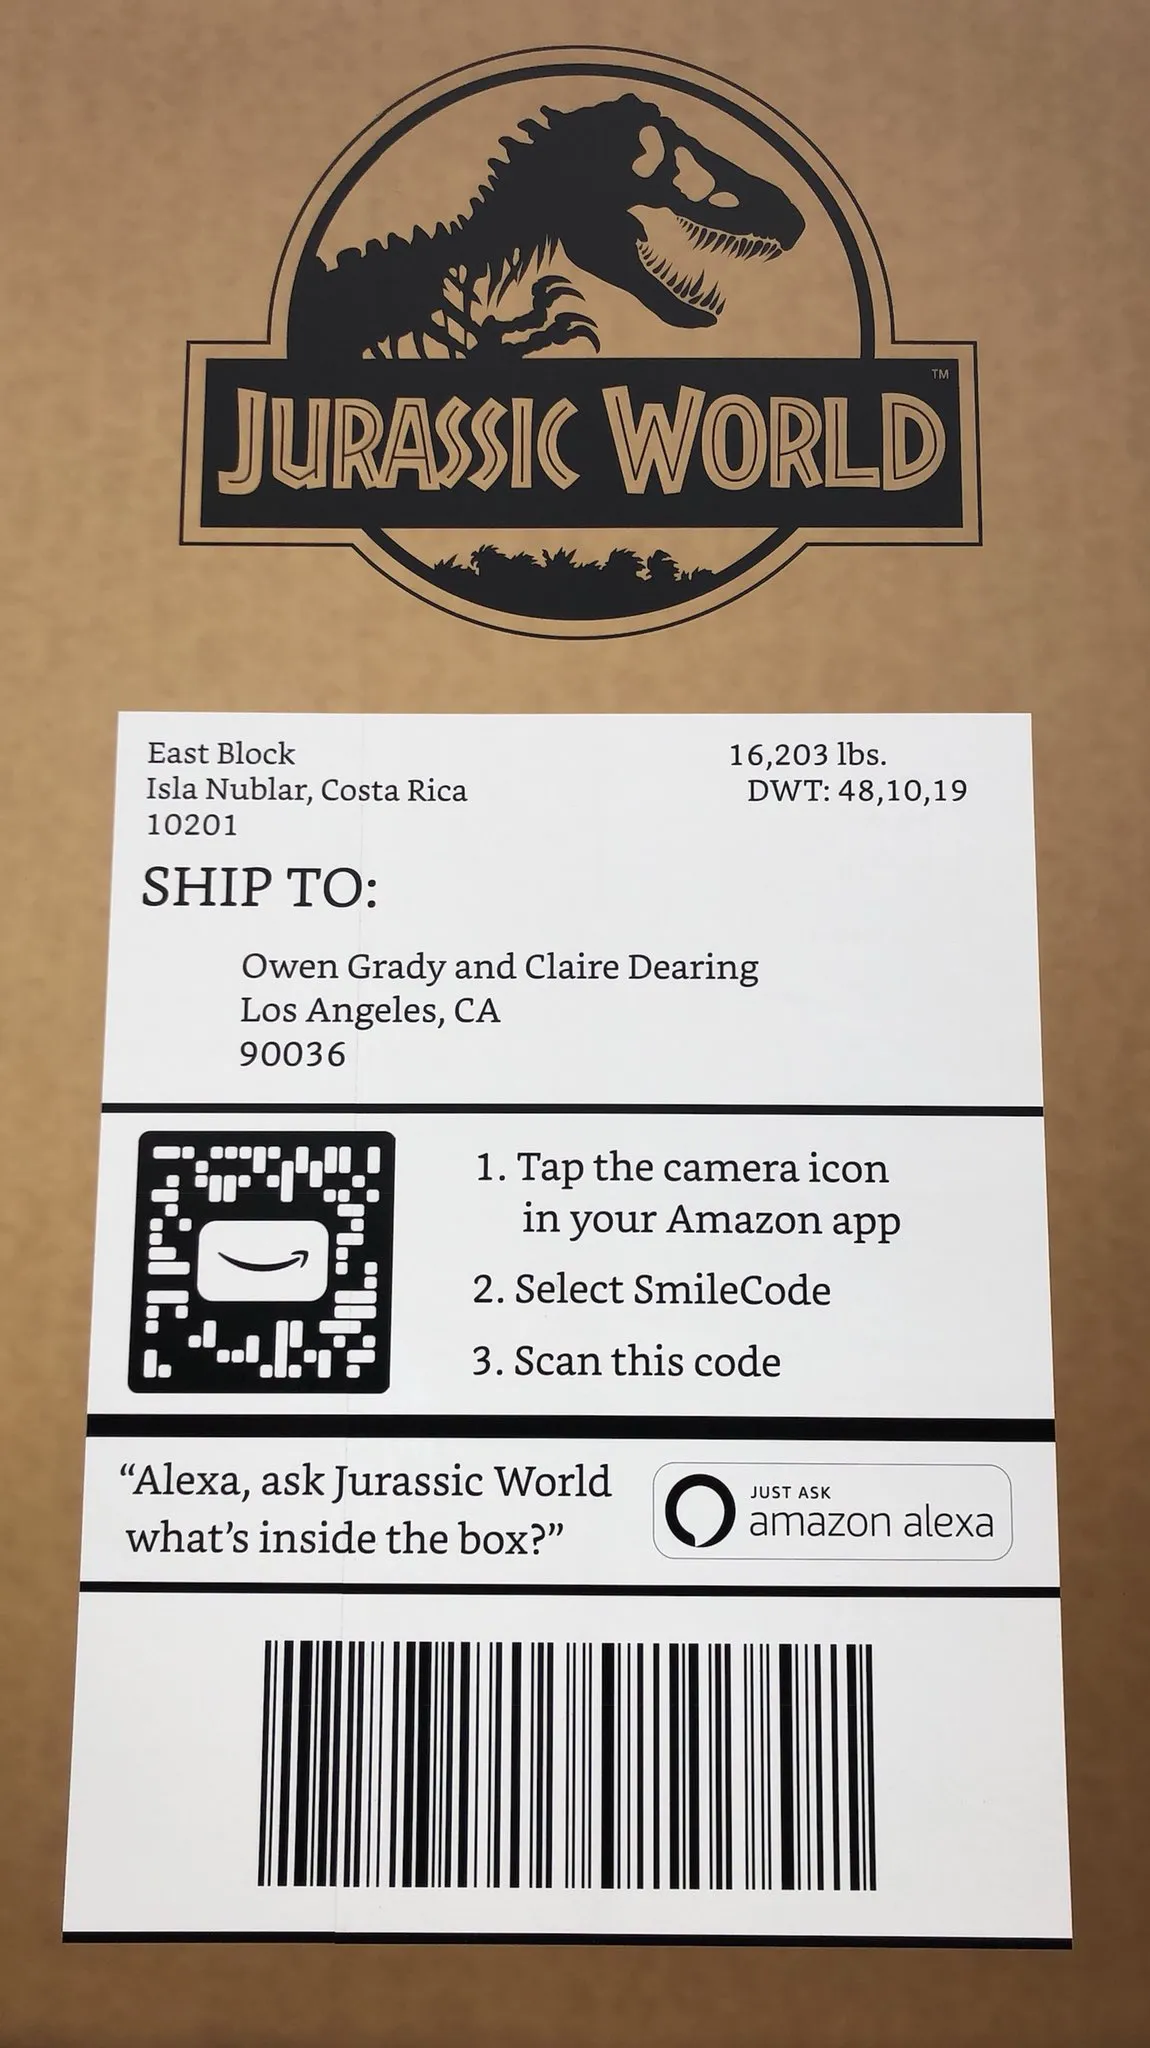 JURASSIC WORLD
TM
East Block
Isla Nublar, Costa Rica
10201
16,203 lbs.
DWT: 48,10,19
SHIP TO:
Owen Grady and Claire Dearing
Los Angeles, CA
90036
1. Tap the camera icon
in your Amazon app
2. Select SmileCode
3. Scan this code
“Alexa, ask Jurassic World
what’s inside the box?”
JUST ASK
amazon alexa